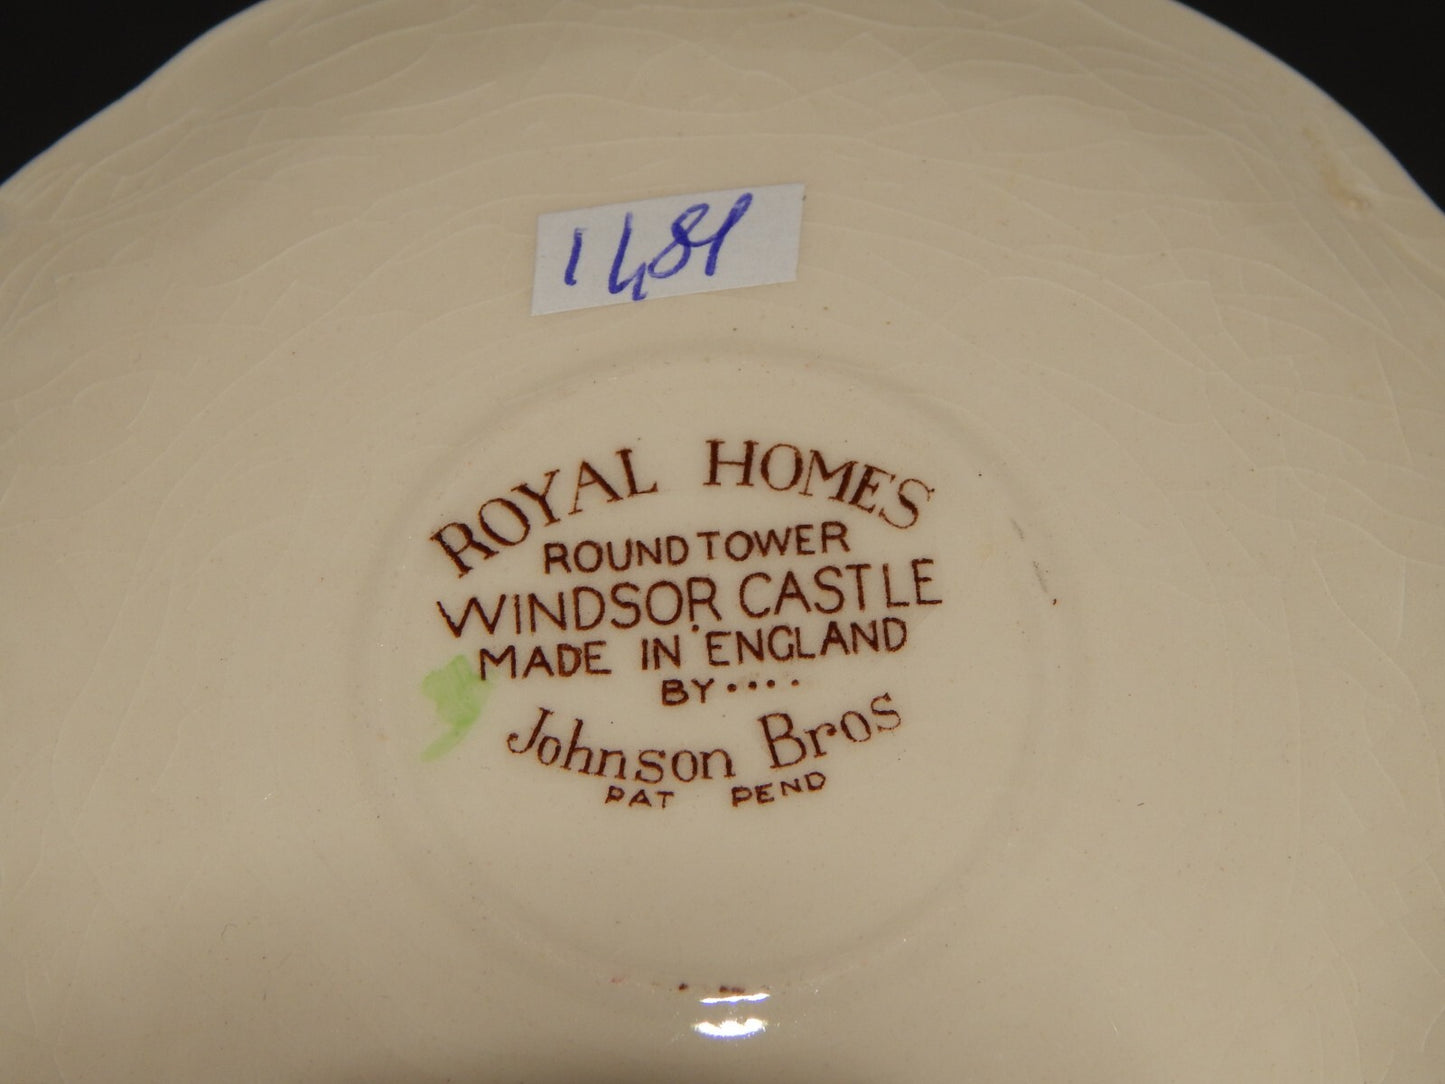 1481
ROYAL HOMES
ROUND TOWER
WINDSOR CASTLE
MADE IN ENGLAND
BY....
Johnson Bros
PAT PEND